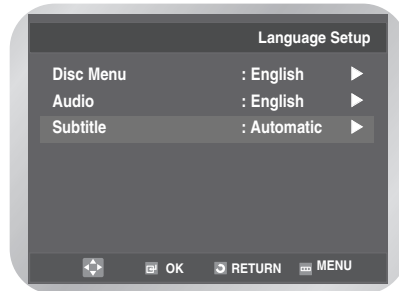 Language Setup
Disc Menu : English
Audio : English
Subtitle : Automatic
OK RETURN MENU